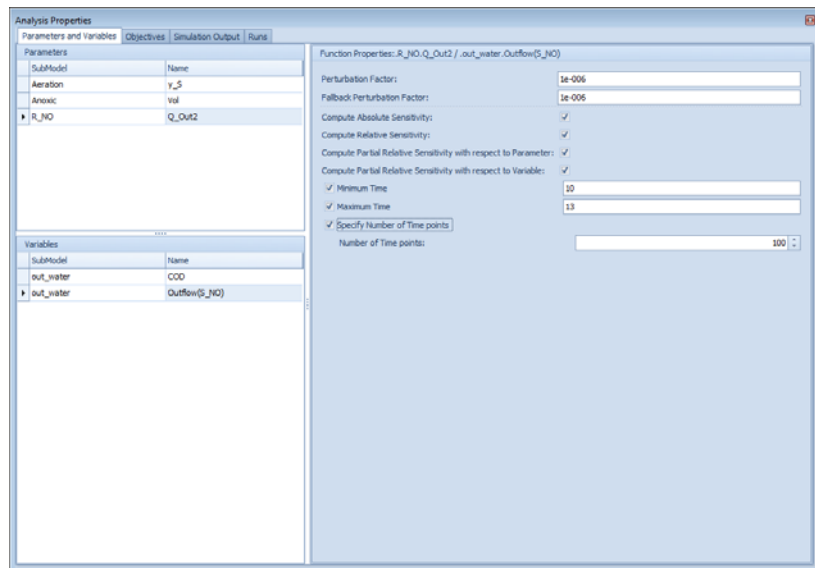 Analysis Properties
Parameters and Variables Objectives Simulation Output Runs
Parameters
SubModel Name
Aeration y_S
Anoxic Vol
R_NO Q_Out2
Variables
SubModel Name
out_water COD
out_water Outflow(S_NO)
Function Properties:.R_NO.Q_Out2 / .out_water.Outflow(S_NO)
Perturbation Factor: 1e-006
Fallback Perturbation Factor: 1e-006
Compute Absolute Sensitivity:
Compute Relative Sensitivity:
Compute Partial Relative Sensitivity with respect to Parameter:
Compute Partial Relative Sensitivity with respect to Variable:
Minimum Time 10
Maximum Time 13
Specify Number of Time points
Number of Time points: 100